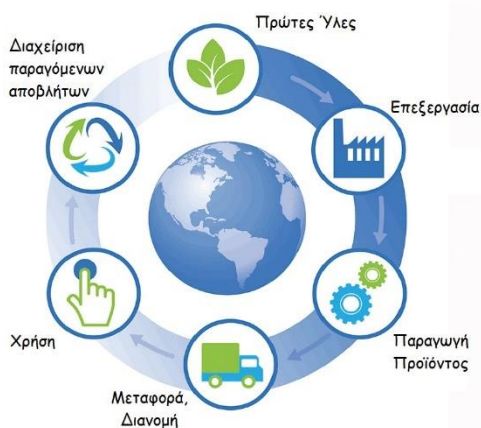 Πρώτες Ύλες
Επεξεργασία
Παραγωγή
Προϊόντος
Μεταφορά,
Διανομή
Χρήση
Διαχείριση
παραγόμενων
αποβλήτων